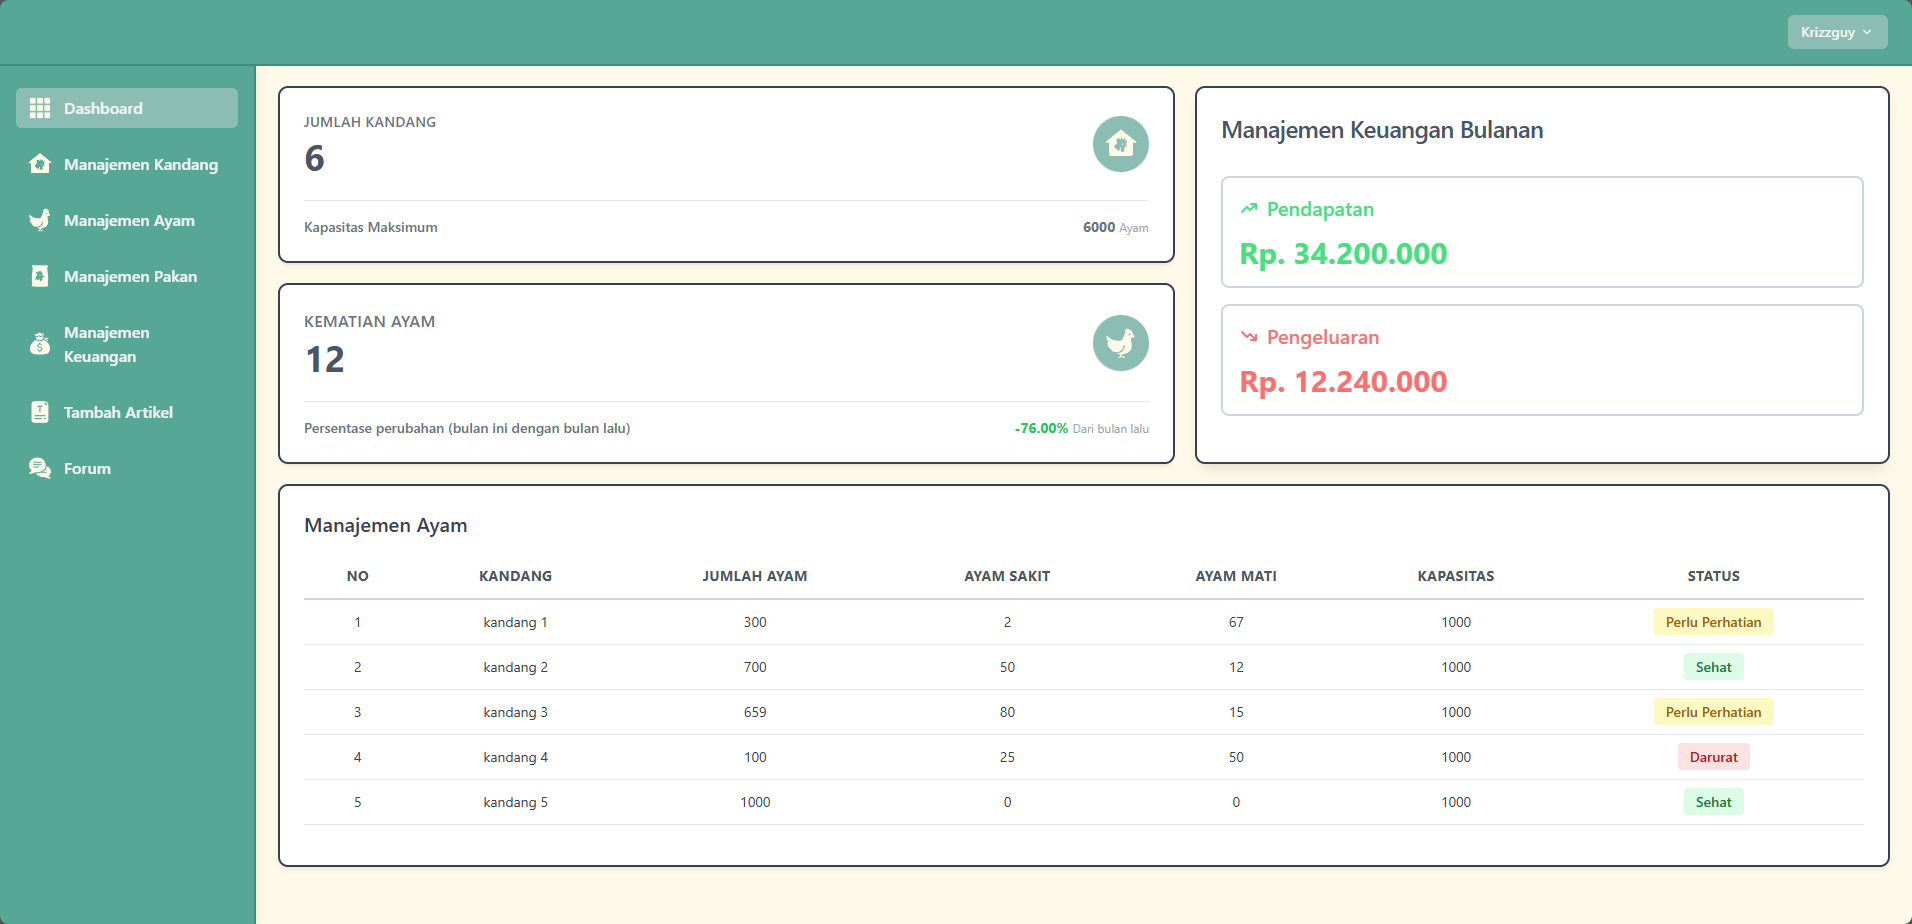 Krizzguy
Dashboard
Manajemen Kandang
Manajemen Ayam
Manajemen Pakan
Manajemen
Keuangan
Tambah Artikel
Forum
JUMLAH KANDANG
6
Kapasitas Maksimum 6000 Ayam
KEMATIAN AYAM
12
Persentase perubahan (bulan ini dengan bulan lalu) -76.00% Dari bulan lalu
Manajemen Keuangan Bulanan
Pendapatan
Rp. 34.200.000
Pengeluaran
Rp. 12.240.000
Manajemen Ayam
NO KANDANG JUMLAH AYAM AYAM SAKIT AYAM MATI KAPASITAS STATUS
1 kandang 1 300 2 67 1000 Perlu Perhatian
2 kandang 2 700 50 12 1000 Sehat
3 kandang 3 659 80 15 1000 Perlu Perhatian
4 kandang 4 100 25 50 1000 Darurat
5 kandang 5 1000 0 0 1000 Sehat